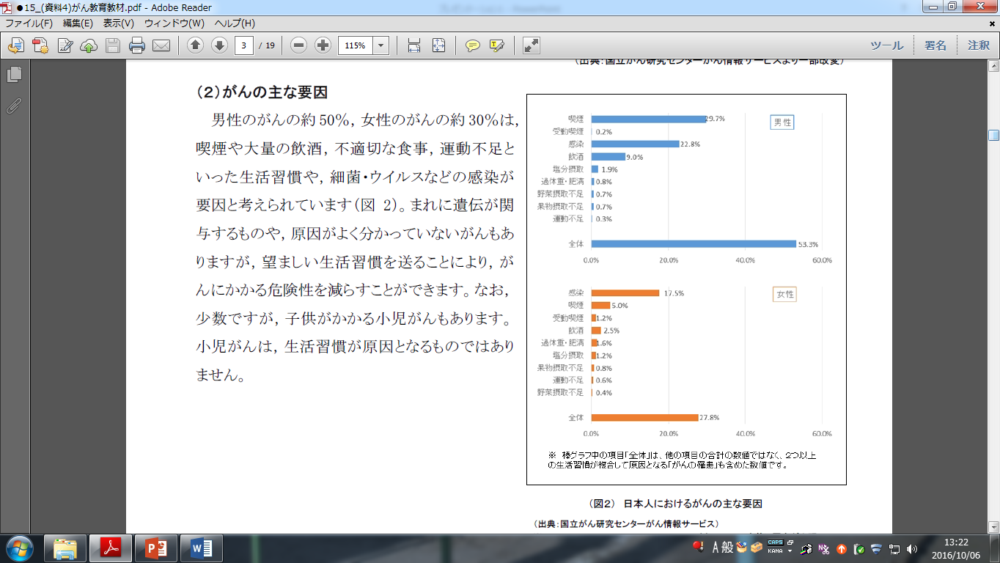 ●15_(資料4)がん教育教材.pdf - Adobe Reader
ファイル(F) 編集(E) 表示(V) ウィンドウ(W) ヘルプ(H)
3 / 19 115% ツール 署名 注釈
(出典：国立がん研究センターがん情報サービスより一部改変)
(2)がんの主な要因
男性のがんの約50％，女性のがんの約30％は，
喫煙や大量の飲酒，不適切な食事，運動不足と
いった生活習慣や，細菌・ウイルスなどの感染が
要因と考えられています（図 2）。まれに遺伝が関
与するものや，原因がよく分かっていないがんもあ
りますが，望ましい生活習慣を送ることにより，が
んにかかる危険性を減らすことができます。なお，
少数ですが，子供がかかる小児がんもあります。
小児がんは，生活習慣が原因となるものではあり
ません。
男性
喫煙 29.7%
受動喫煙 0.2%
感染 22.8%
飲酒 9.0%
塩分摂取 1.9%
過体重・肥満 0.8%
野菜摂取不足 0.7%
果物摂取不足 0.7%
運動不足 0.3%
全体 53.3%
0.0% 20.0% 40.0% 60.0%
女性
感染 17.5%
喫煙 5.0%
受動喫煙 1.2%
飲酒 2.5%
過体重・肥満 1.6%
塩分摂取 1.2%
果物摂取不足 0.8%
運動不足 0.6%
野菜摂取不足 0.4%
全体 27.8%
0.0% 20.0% 40.0% 60.0%
※ 棒グラフ中の項目「全体」は、他の項目の合計の数値ではなく、2つ以上
の生活習慣が複合して原因となる「がんの罹患」も含めた数値です。
（図２） 日本人におけるがんの主な要因
（出典：国立がん研究センターがん情報サービス）
A 般 CAPS KANA
13:22
2016/10/06